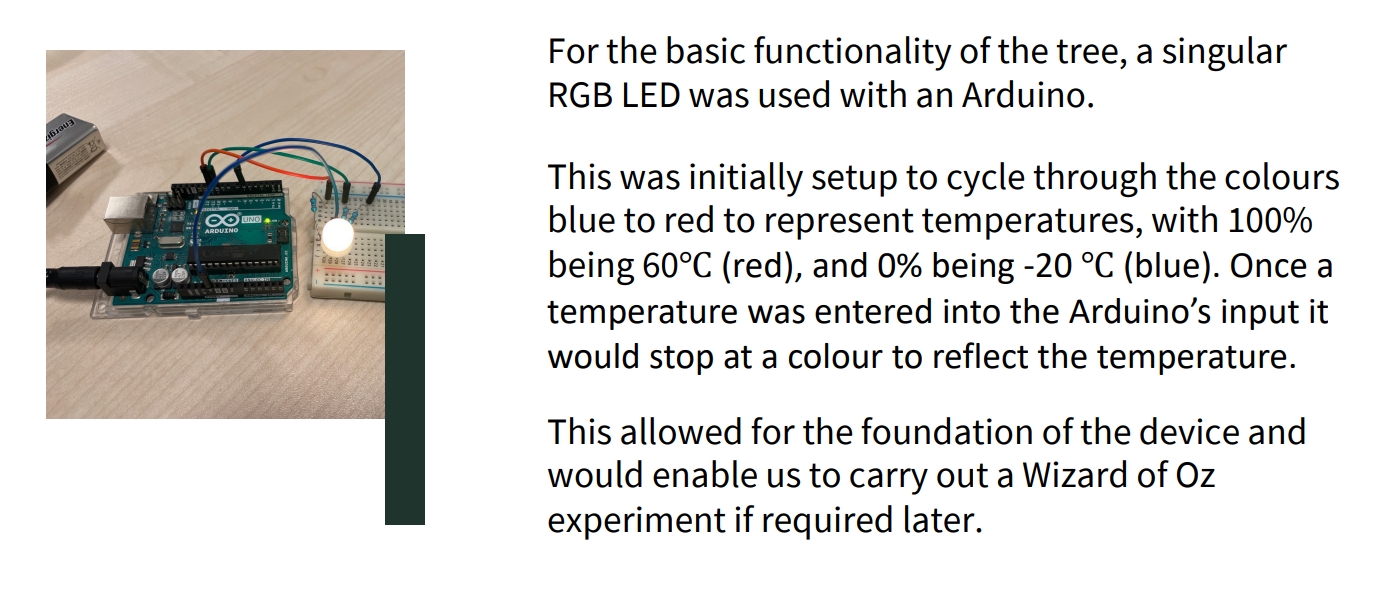 Energiz
UNO
ARDUINO
For the basic functionality of the tree, a singular
RGB LED was used with an Arduino.
This was initially setup to cycle through the colours
blue to red to represent temperatures, with 100%
being 60℃ (red), and 0% being -20 ℃ (blue). Once a
temperature was entered into the Arduino’s input it
would stop at a colour to reflect the temperature.
This allowed for the foundation of the device and
would enable us to carry out a Wizard of Oz
experiment if required later.